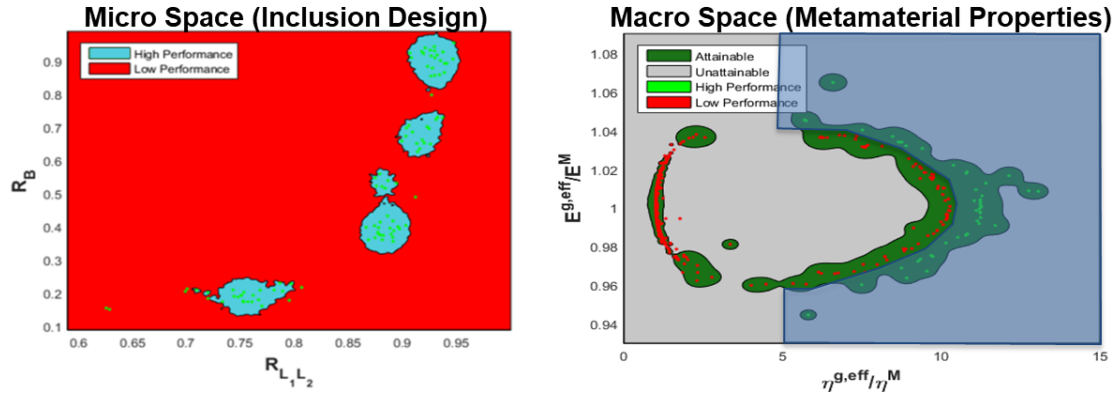 Micro Space (Inclusion Design)
High Performance
Low Performance
0.9
0.8
0.7
0.6
0.5
0.4
0.3
0.2
0.1
R_B
0.6
0.65
0.7
0.75
0.8
0.85
0.9
0.95
R_{L_1L_2}
Macro Space (Metamaterial Properties)
Attainable
Unattainable
High Performance
Low Performance
1.08
1.06
1.04
1.02
1
0.98
0.96
0.94
E^{g,eff}/E^M
0
5
10
15
η^{g,eff}/η^M